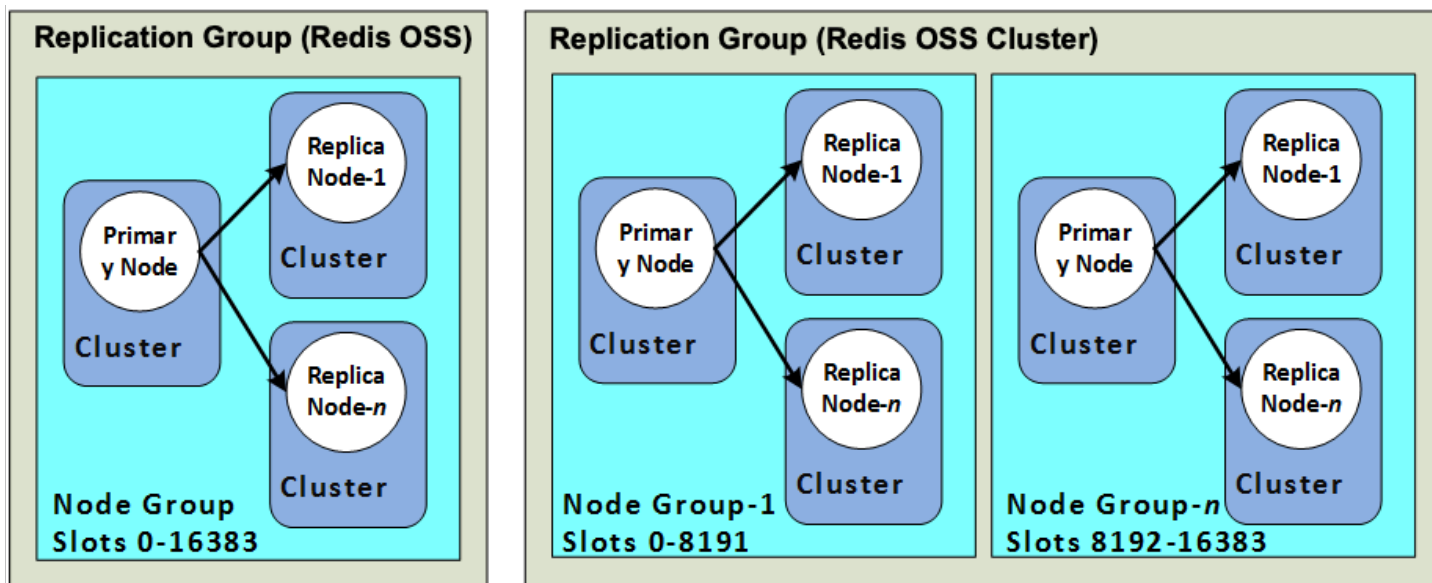 Replication Group (Redis OSS)
Replica
Node-1
Cluster
Primar
y Node
Cluster
Replica
Node-n
Cluster
Node Group
Slots 0-16383
Replication Group (Redis OSS Cluster)
Replica
Node-1
Cluster
Primar
y Node
Cluster
Replica
Node-n
Cluster
Node Group-1
Slots 0-8191
Replica
Node-1
Cluster
Primar
y Node
Cluster
Replica
Node-n
Cluster
Node Group-n
Slots 8192-16383